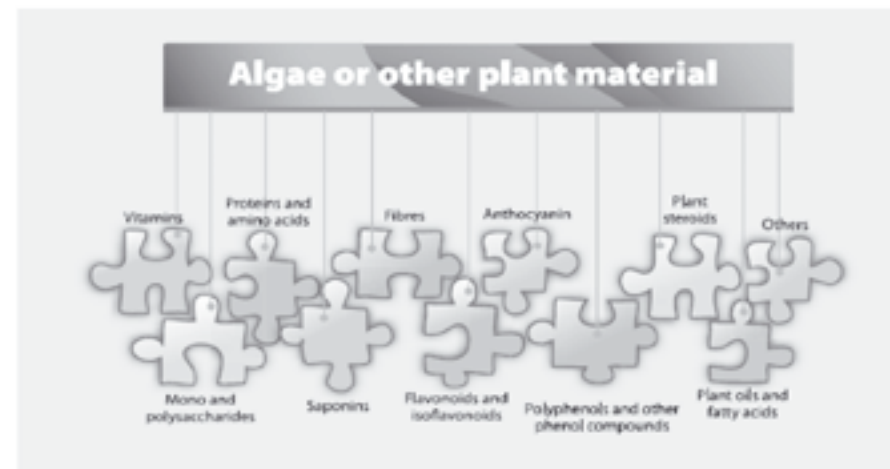 Algae or other plant material
Vitamins
Proteins and
amino acids
Fibres
Anthocyanin
Plant
steroids
Others
Mono and
polysaccharides
Saponins
Flavonoids and
isoflavonoids
Polyphenols and other
phenol compounds
Plant oils and
fatty acids